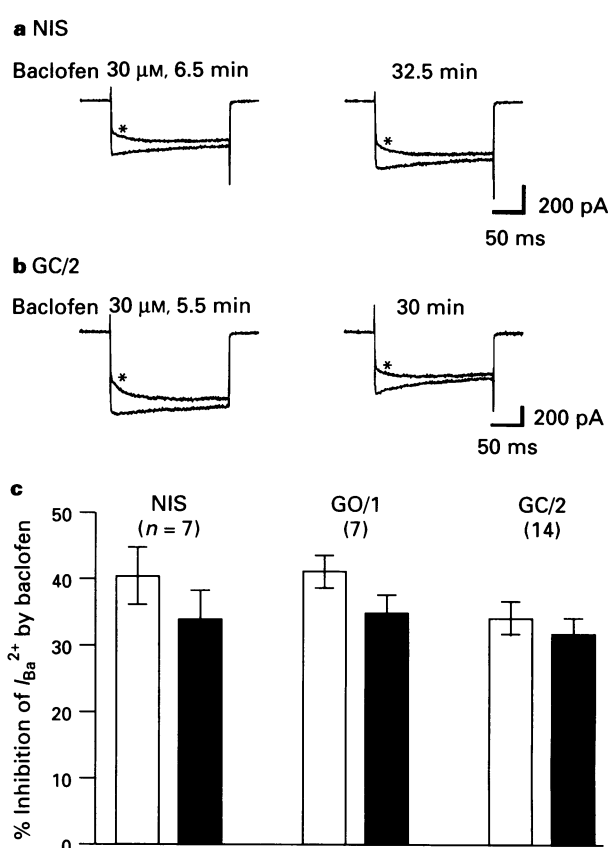 a NIS
Baclofen 30 μM, 6.5 min
32.5 min
*
*
200 pA
50 ms
b GC/2
Baclofen 30 μM, 5.5 min
30 min
*
*
200 pA
50 ms
c
% Inhibition of I_Ba^2+ by baclofen
50
40
30
20
10
0
NIS
(n = 7)
GO/1
(7)
GC/2
(14)